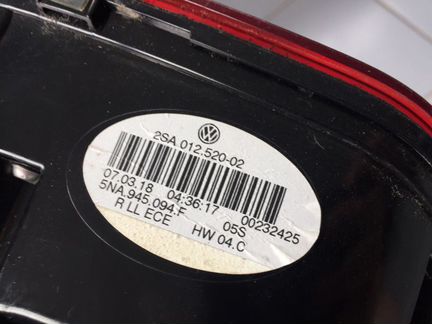 2SA 012.520-02
07.03.18 04:36:17 00232425
5NA.945.094.F 05S
R LL ECE HW 04.C